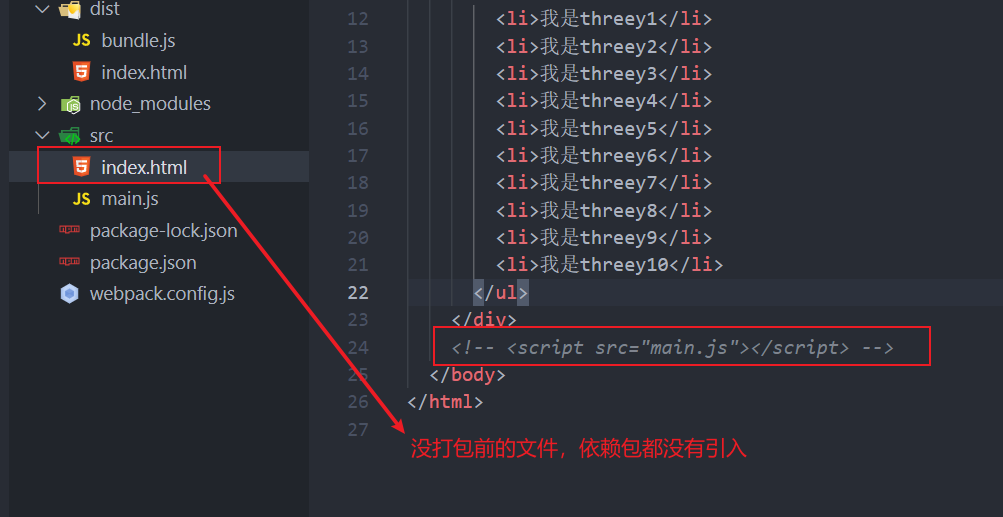 dist
JS bundle.js
index.html
node_modules
src
index.html
JS main.js
package-lock.json
package.json
webpack.config.js
12 <li>我是threey1</li>
13 <li>我是threey2</li>
14 <li>我是threey3</li>
15 <li>我是threey4</li>
16 <li>我是threey5</li>
17 <li>我是threey6</li>
18 <li>我是threey7</li>
19 <li>我是threey8</li>
20 <li>我是threey9</li>
21 <li>我是threey10</li>
22 </ul>
23 </div>
24 <!-- <script src="main.js"></script> -->
25 </body>
26 </html>
27
没打包前的文件，依赖包都没有引入